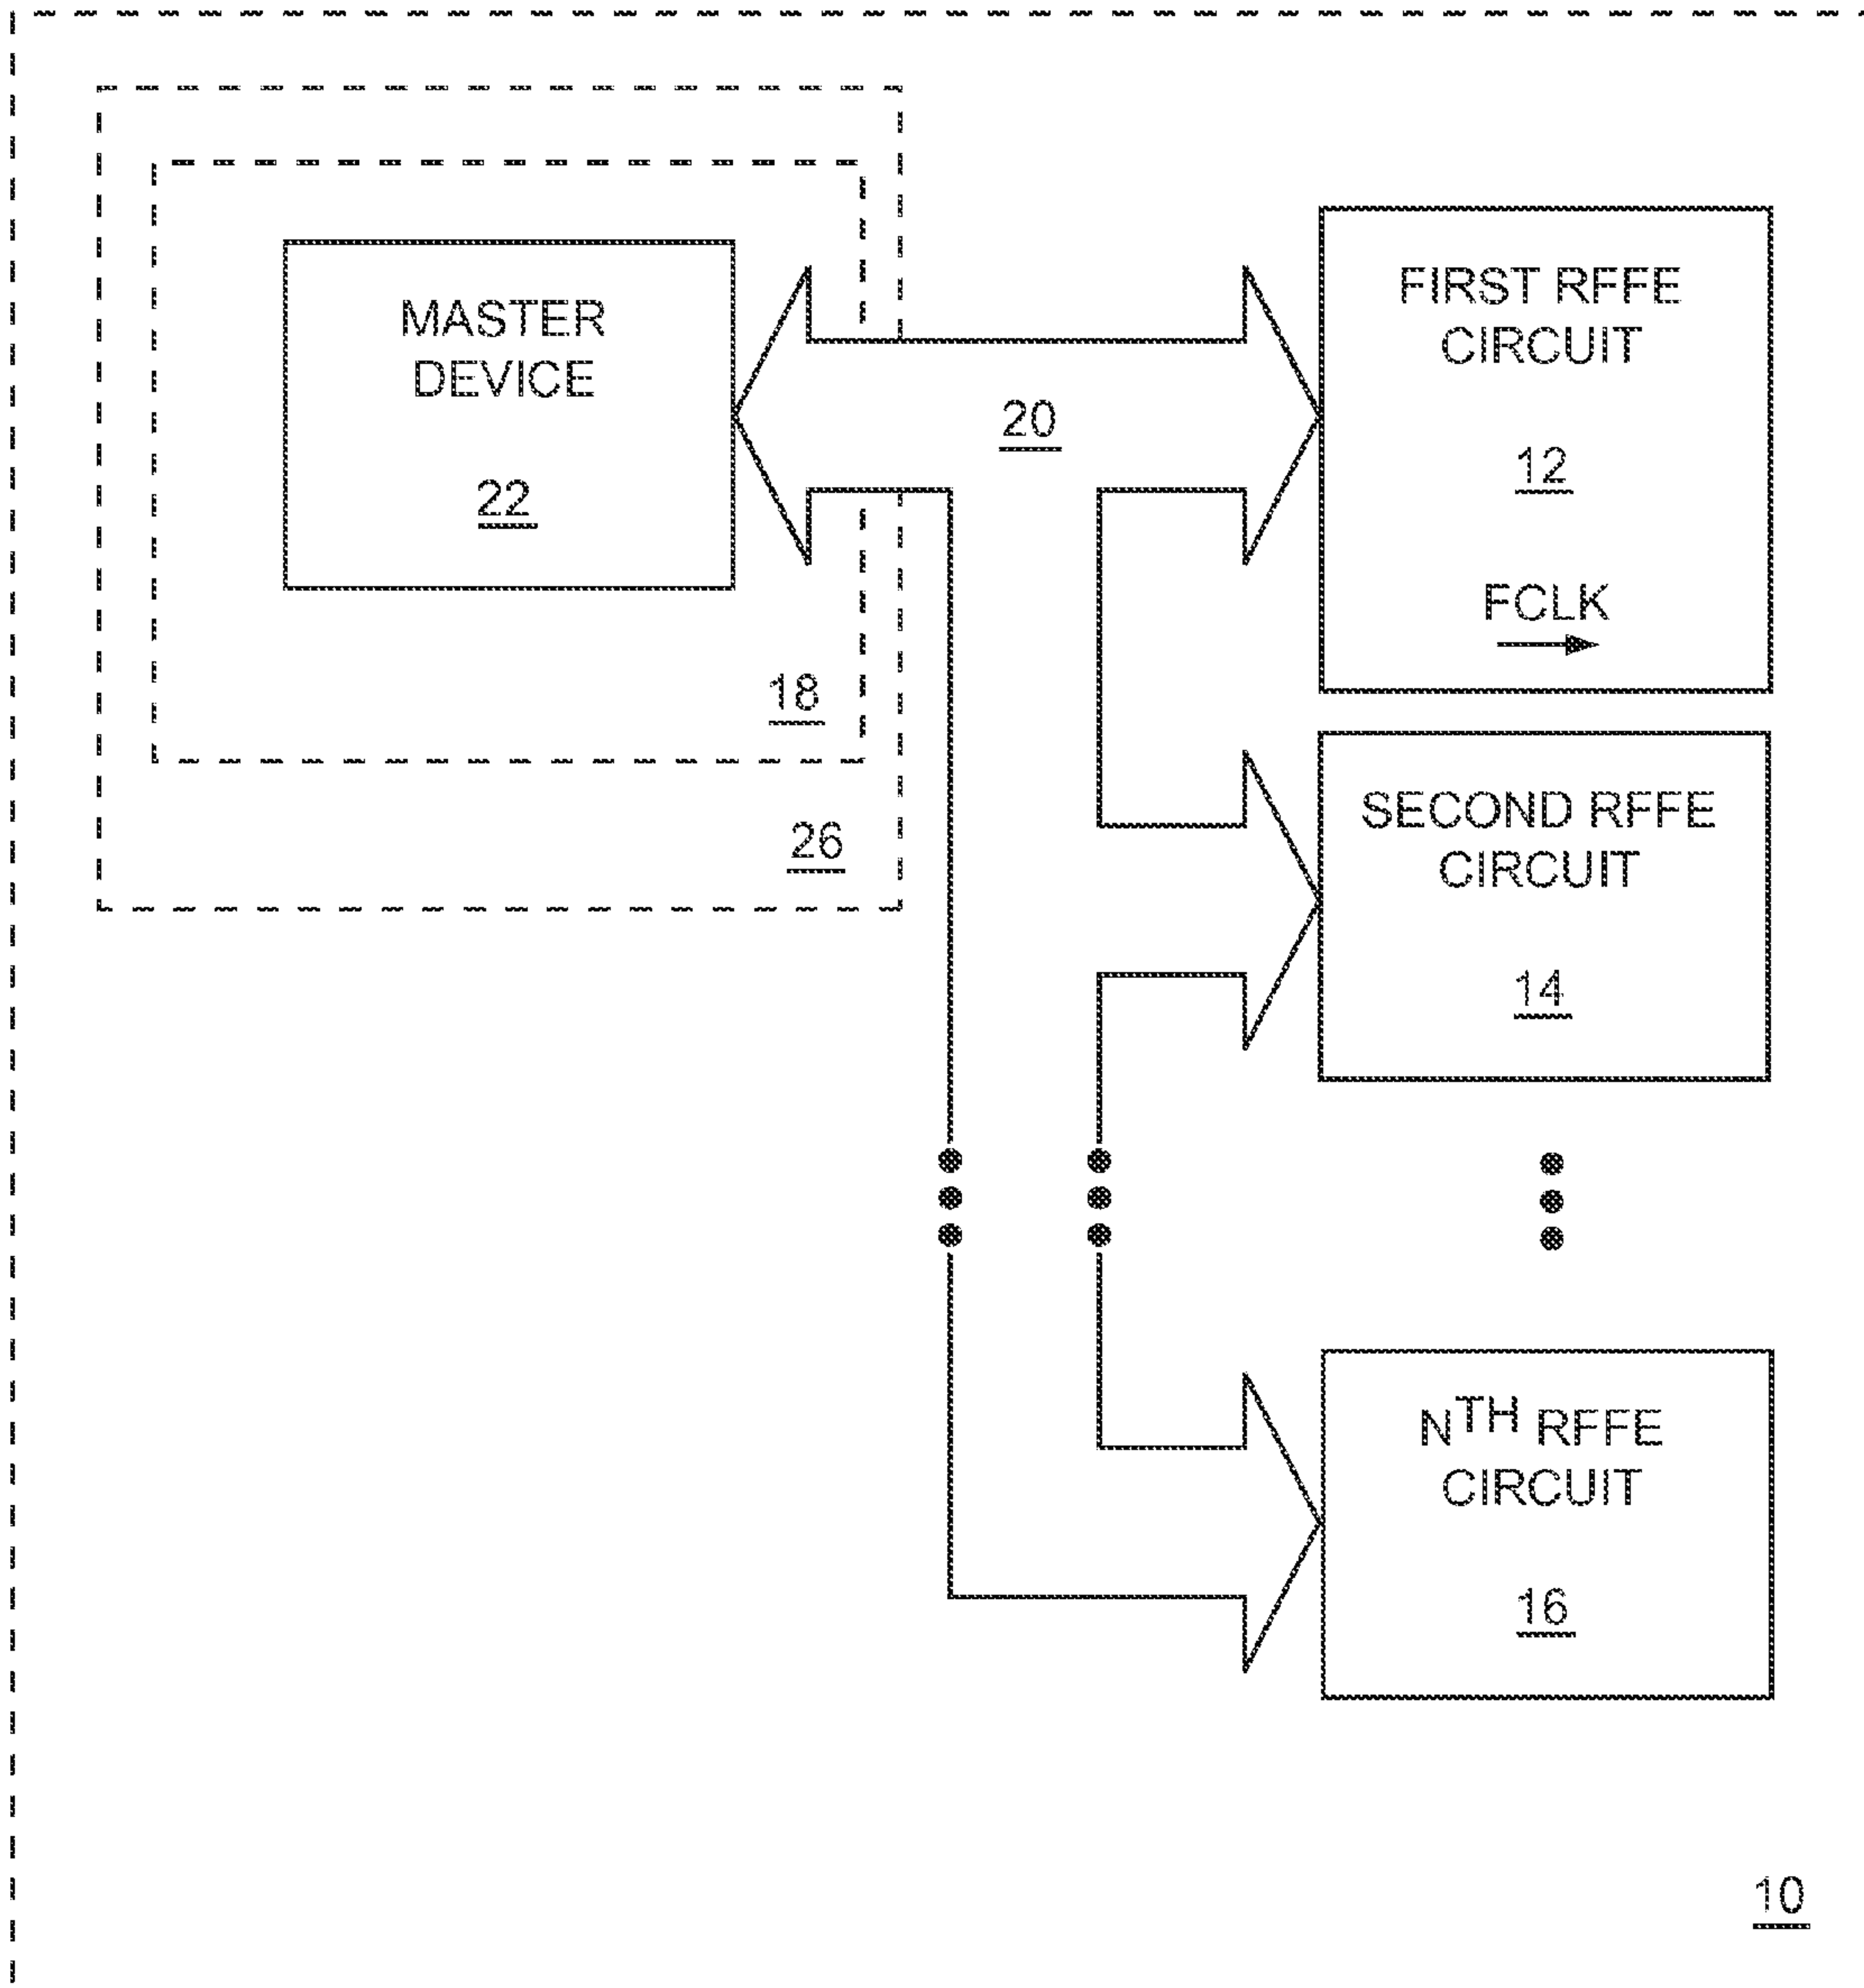 MASTER
DEVICE
22
18
26
20
FIRST RFFE
CIRCUIT
12
FCLK
SECOND RFFE
CIRCUIT
14
NTH RFFE
CIRCUIT
16
10